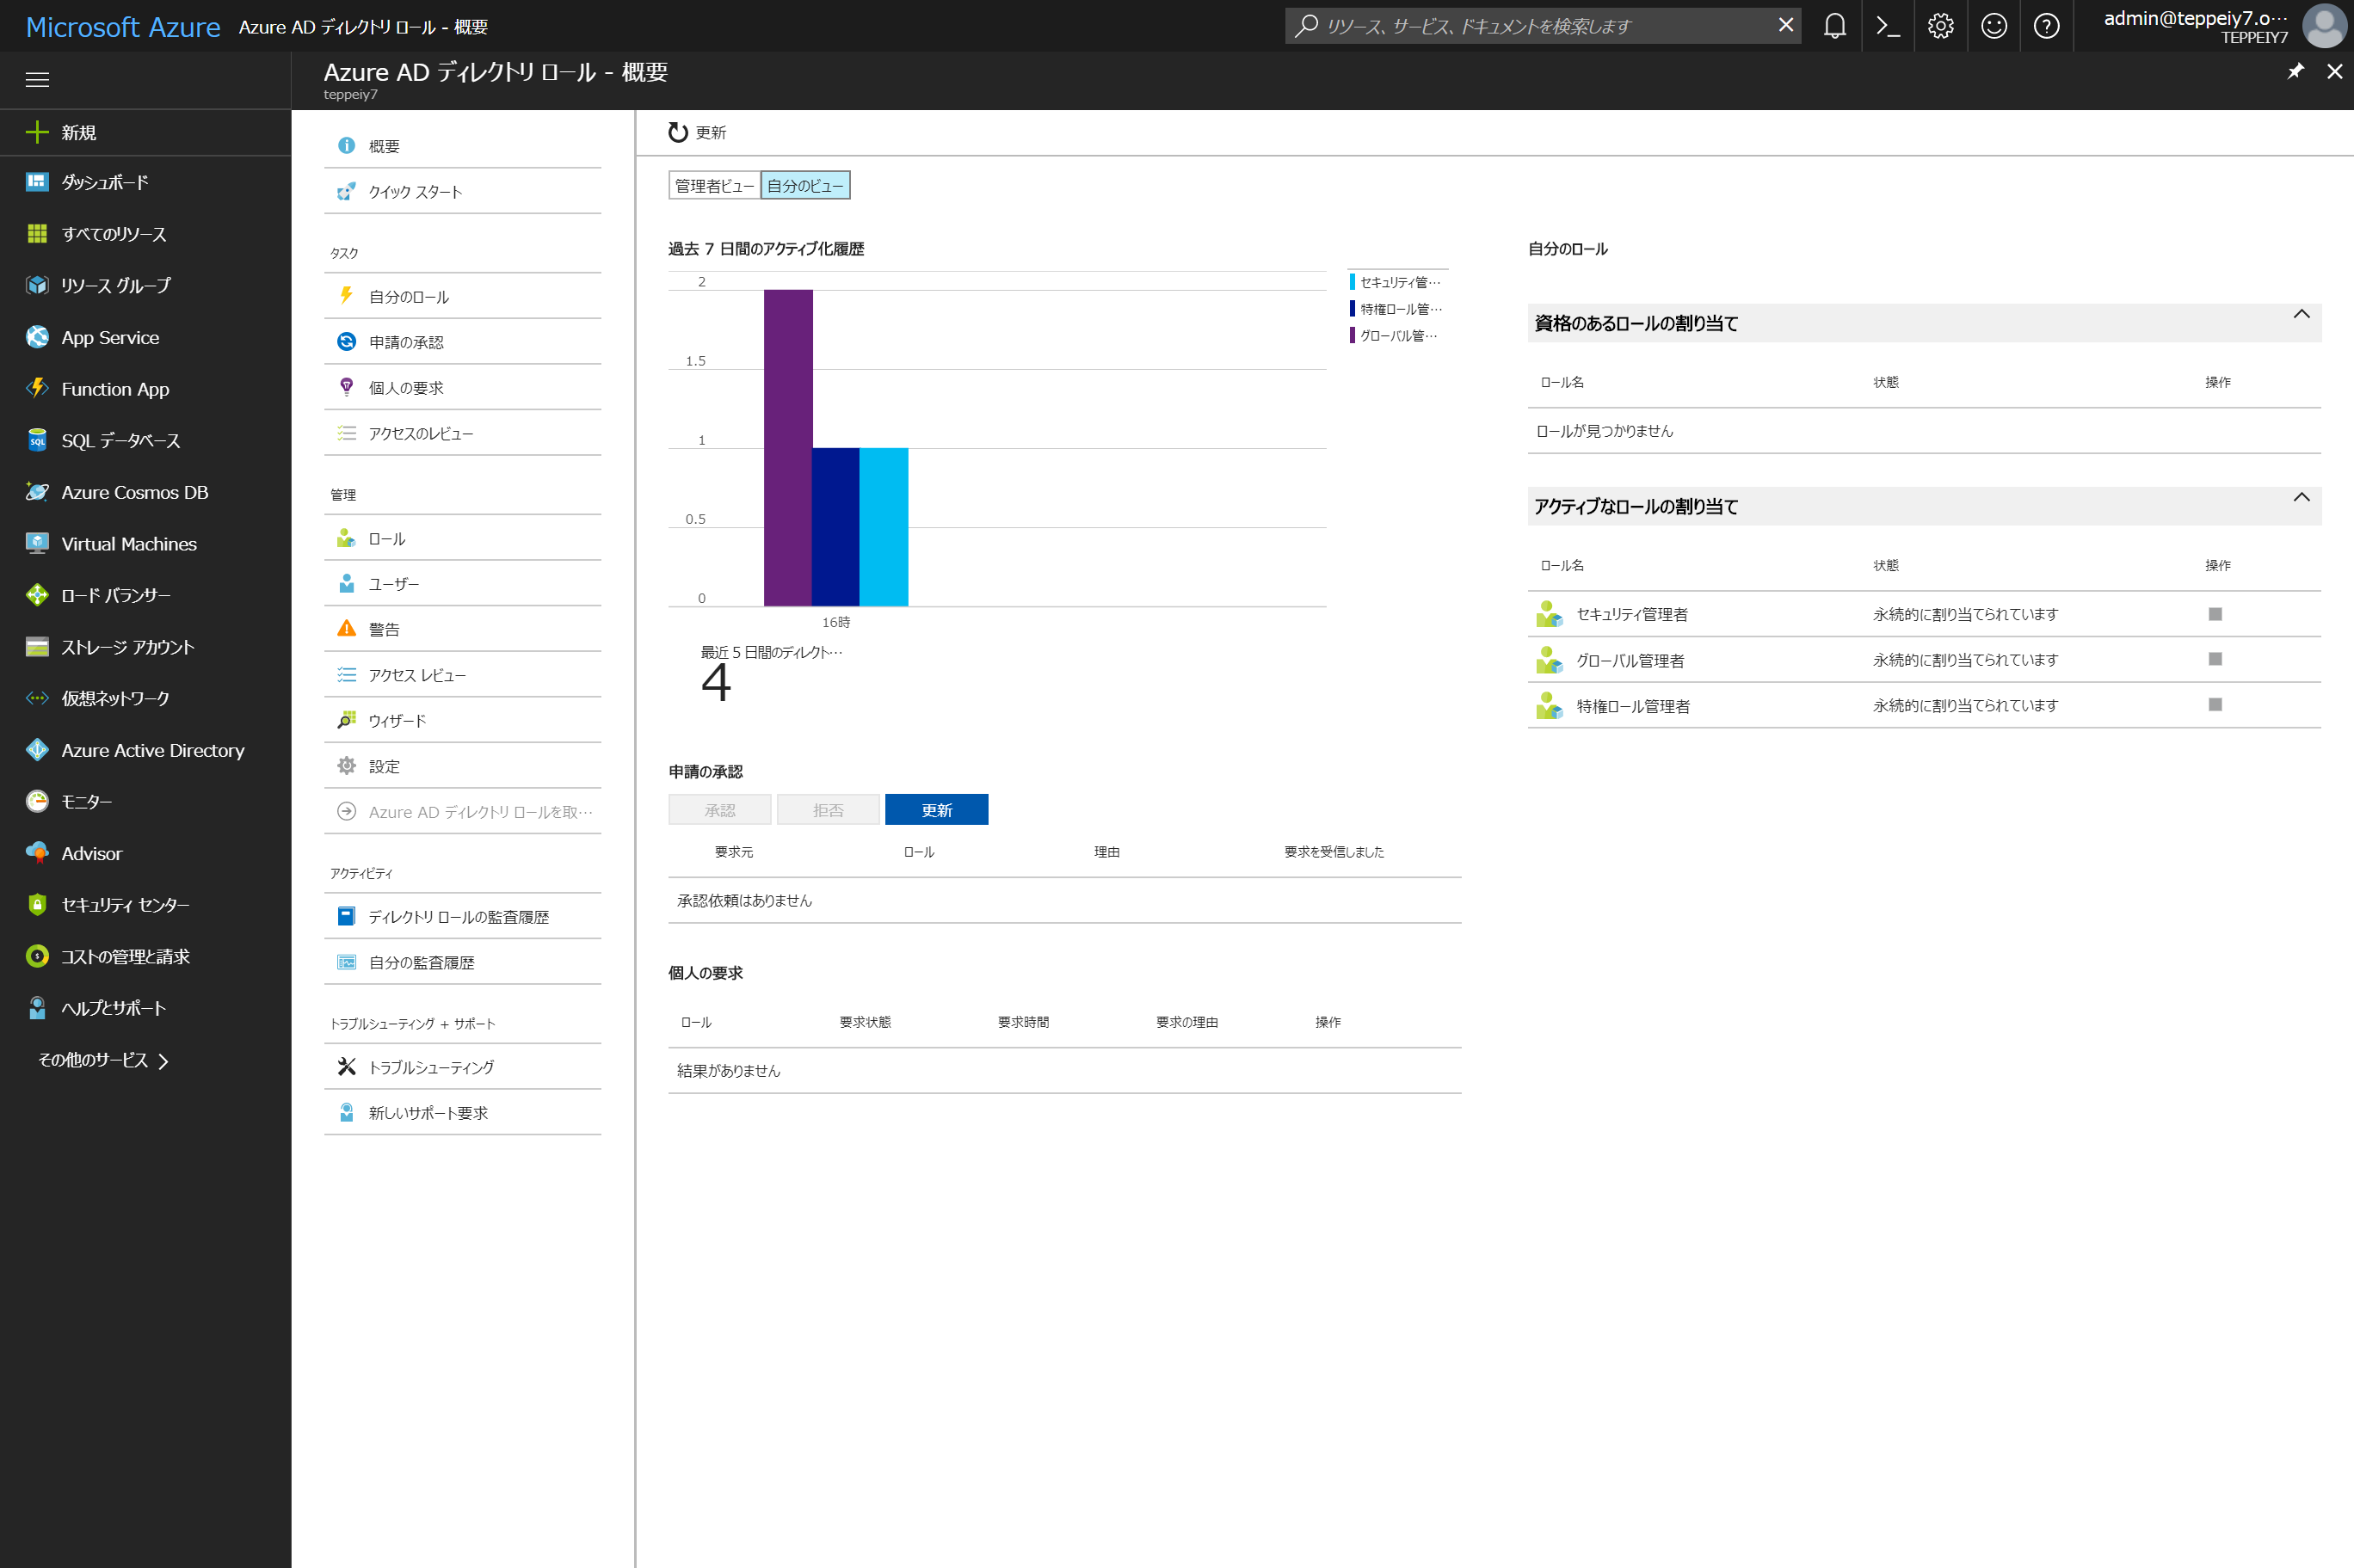 Microsoft Azure Azure AD ディレクトリ ロール - 概要
リソース、サービス、ドキュメントを検索します
admin@teppeiy7.o…
TEPPEIY7
Azure AD ディレクトリ ロール - 概要
teppeiy7
新規
ダッシュボード
すべてのリソース
リソース グループ
App Service
Function App
SQL データベース
Azure Cosmos DB
Virtual Machines
ロード バランサー
ストレージ アカウント
仮想ネットワーク
Azure Active Directory
モニター
Advisor
セキュリティ センター
コストの管理と請求
ヘルプとサポート
その他のサービス
概要
クイック スタート
タスク
自分のロール
申請の承認
個人の要求
アクセスのレビュー
管理
ロール
ユーザー
警告
アクセス レビュー
ウィザード
設定
Azure AD ディレクトリ ロールを取…
アクティビティ
ディレクトリ ロールの監査履歴
自分の監査履歴
トラブルシューティング + サポート
トラブルシューティング
新しいサポート要求
更新
管理者ビュー 自分のビュー
過去 7 日間のアクティブ化履歴
2
1.5
1
0.5
0
16時
セキュリティ管…
特権ロール管…
グローバル管…
最近 5 日間のディレクト…
4
申請の承認
承認 拒否 更新
要求元 ロール 理由 要求を受信しました
承認依頼はありません
個人の要求
ロール 要求状態 要求時間 要求の理由 操作
結果がありません
自分のロール
資格のあるロールの割り当て
ロール名 状態 操作
ロールが見つかりません
アクティブなロールの割り当て
ロール名 状態 操作
セキュリティ管理者 永続的に割り当てられています
グローバル管理者 永続的に割り当てられています
特権ロール管理者 永続的に割り当てられています